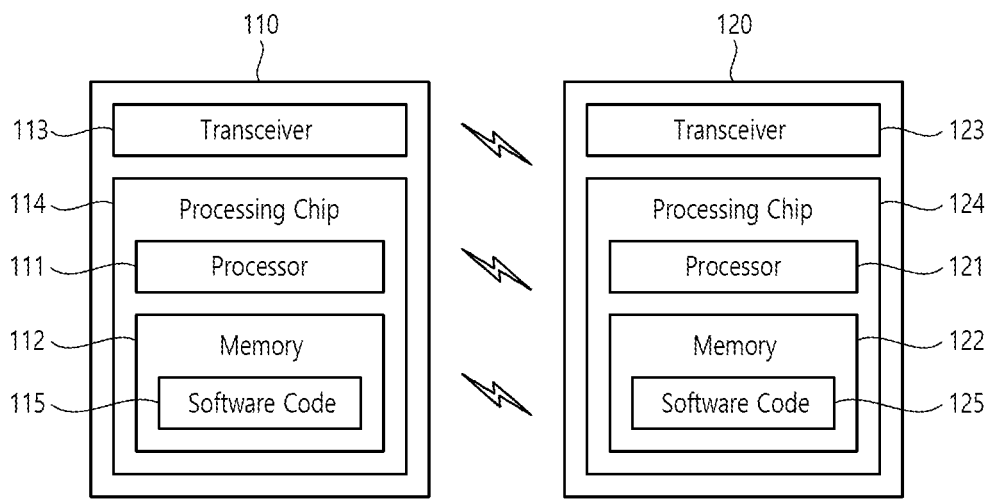 110 120
113 Transceiver Transceiver 123
114 Processing Chip Processing Chip 124
111 Processor Processor 121
112 Memory Memory 122
115 Software Code Software Code 125